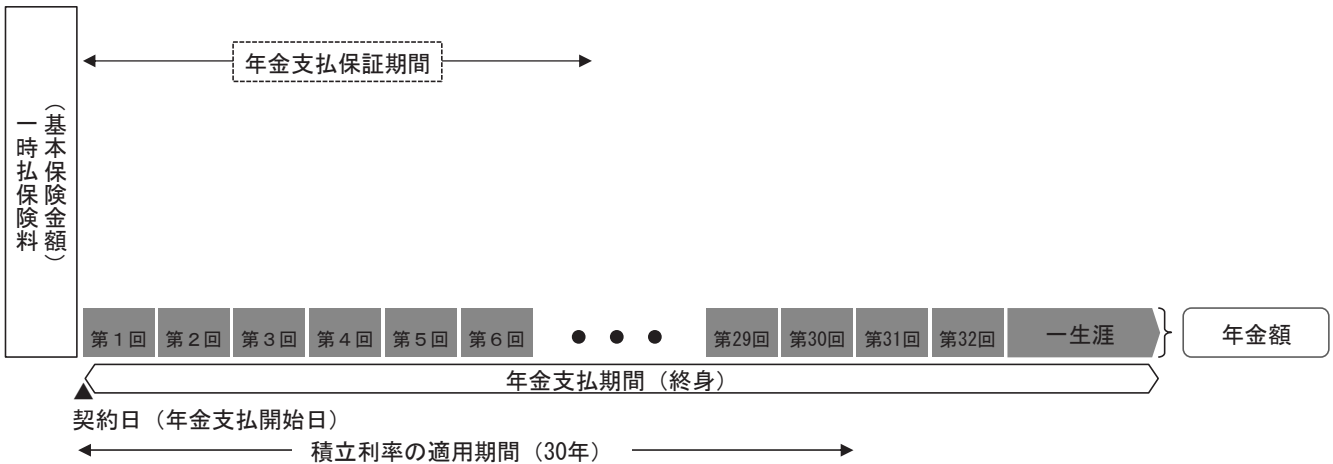 一時払保険料
（基本保険金額）
年金支払保証期間
第１回
第２回
第３回
第４回
第５回
第６回
● ● ●
第29回
第30回
第31回
第32回
一生涯
年金額
年金支払期間（終身）
契約日（年金支払開始日）
積立利率の適用期間（30年）